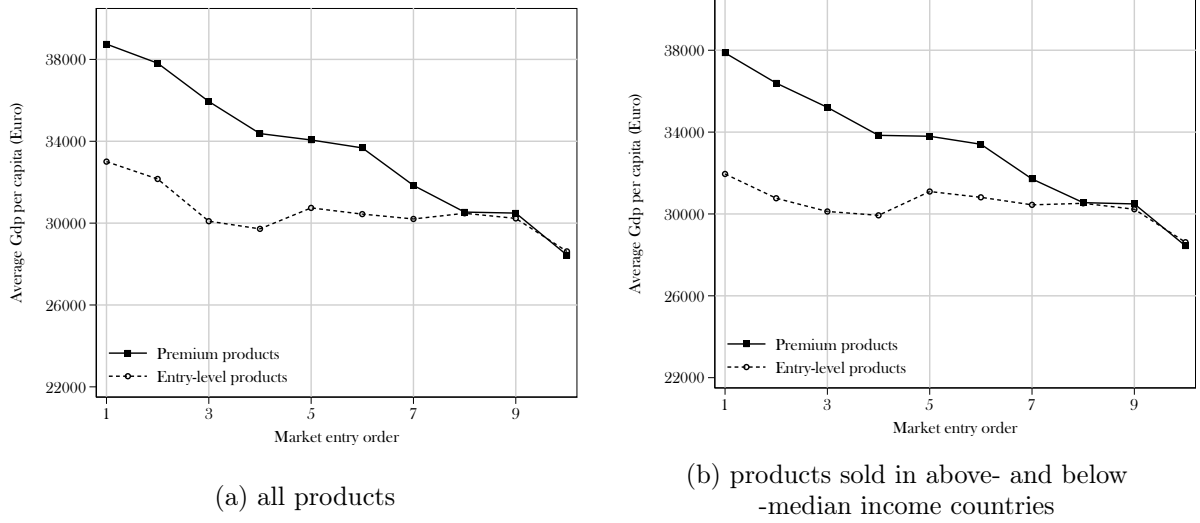 38000
34000
30000
26000
22000
Average Gdp per capita (Euro)
Premium products
Entry-level products
1 3 5 7 9
Market entry order
(a) all products
38000
34000
30000
26000
22000
Average Gdp per capita (Euro)
Premium products
Entry-level products
1 3 5 7 9
Market entry order
(b) products sold in above- and below
-median income countries